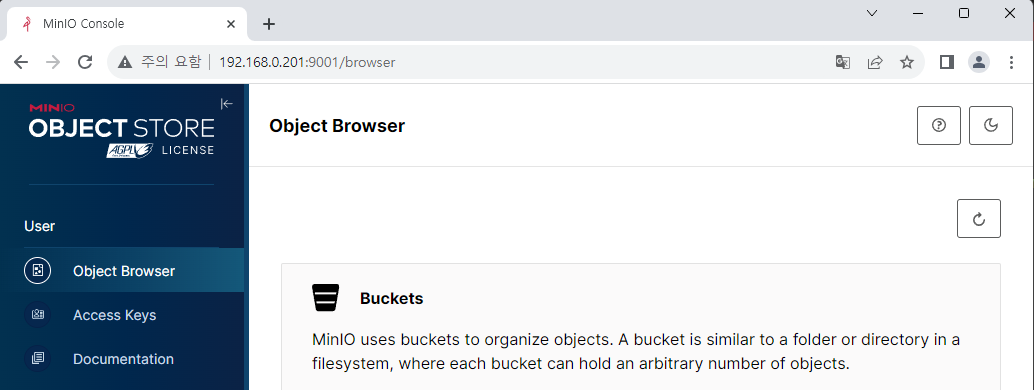 MinIO Console
주의 요함 192.168.0.201:9001/browser
MINIO
OBJECT STORE
AGPLv3 LICENSE
Object Browser
User
Object Browser
Access Keys
Documentation
Buckets
MinIO uses buckets to organize objects. A bucket is similar to a folder or directory in a
filesystem, where each bucket can hold an arbitrary number of objects.